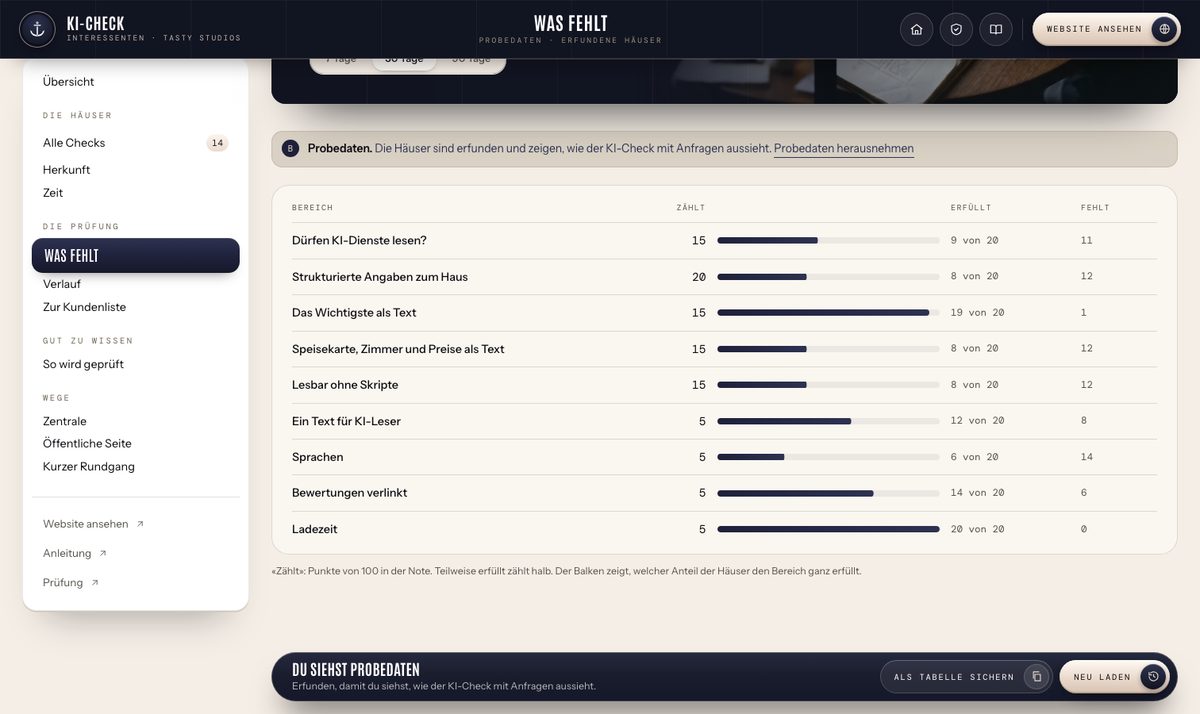 KI-CHECK
INTERESSENTEN · TASTY STUDIOS
WAS FEHLT
PROBEDATEN · ERFUNDENE HÄUSER
WEBSITE ANSEHEN
Übersicht
DIE HÄUSER
Alle Checks 14
Herkunft
Zeit
DIE PRÜFUNG
WAS FEHLT
Verlauf
Zur Kundenliste
GUT ZU WISSEN
So wird geprüft
WEGE
Zentrale
Öffentliche Seite
Kurzer Rundgang
Website ansehen ↗
Anleitung ↗
Prüfung ↗
7 Tage 30 Tage 90 Tage
B Probedaten. Die Häuser sind erfunden und zeigen, wie der KI-Check mit Anfragen aussieht. Probedaten herausnehmen
BEREICH ZÄHLT ERFÜLLT FEHLT
Dürfen KI-Dienste lesen? 15 9 von 20 11
Strukturierte Angaben zum Haus 20 8 von 20 12
Das Wichtigste als Text 15 19 von 20 1
Speisekarte, Zimmer und Preise als Text 15 8 von 20 12
Lesbar ohne Skripte 15 8 von 20 12
Ein Text für KI-Leser 5 12 von 20 8
Sprachen 5 6 von 20 14
Bewertungen verlinkt 5 14 von 20 6
Ladezeit 5 20 von 20 0
«Zählt»: Punkte von 100 in der Note. Teilweise erfüllt zählt halb. Der Balken zeigt, welcher Anteil der Häuser den Bereich ganz erfüllt.
DU SIEHST PROBEDATEN
Erfunden, damit du siehst, wie der KI-Check mit Anfragen aussieht.
ALS TABELLE SICHERN
NEU LADEN